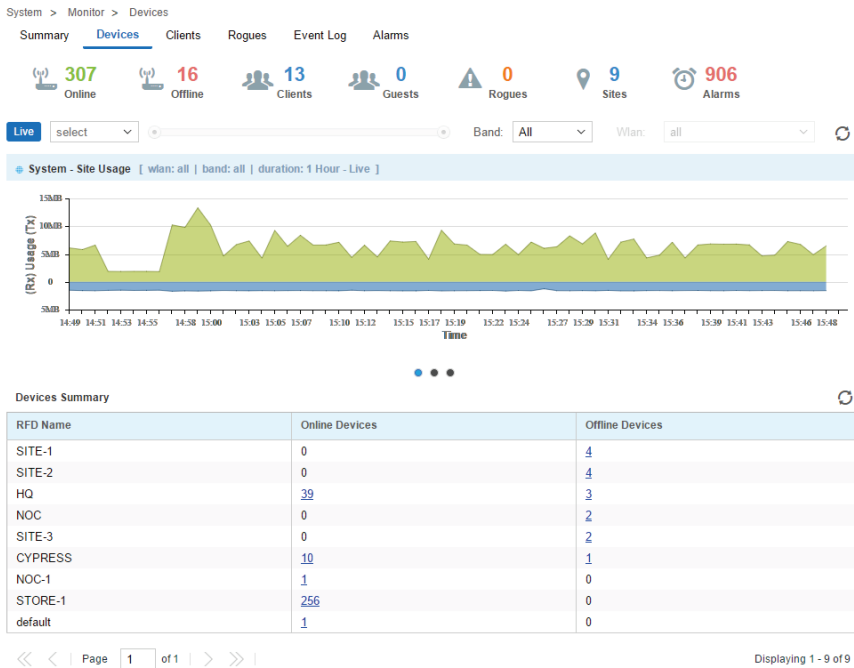 System > Monitor > Devices
Summary Devices Clients Rogues Event Log Alarms
307 16 13 0 0 9 906
Online Offline Clients Guests Rogues Sites Alarms
Live select Band: All Wlan: all
System - Site Usage [ wlan: all | band: all | duration: 1 Hour - Live ]
(Rx) Usage (Tx)
0
14:49 14:51 14:53 14:55 14:58 15:00 15:03 15:05 15:07 15:10 15:12 15:15 15:17 15:19 15:22 15:24 15:27 15:29 15:31 15:34 15:36 15:39 15:41 15:43 15:46 15:48
Time
Devices Summary
RFD Name Online Devices Offline Devices
SITE-1 0 4
SITE-2 0 4
HQ 39 3
NOC 0 2
SITE-3 0 2
CYPRESS 10 1
NOC-1 1 0
STORE-1 256 0
default 1 0
Page 1 of 1 Displaying 1 - 9 of 9